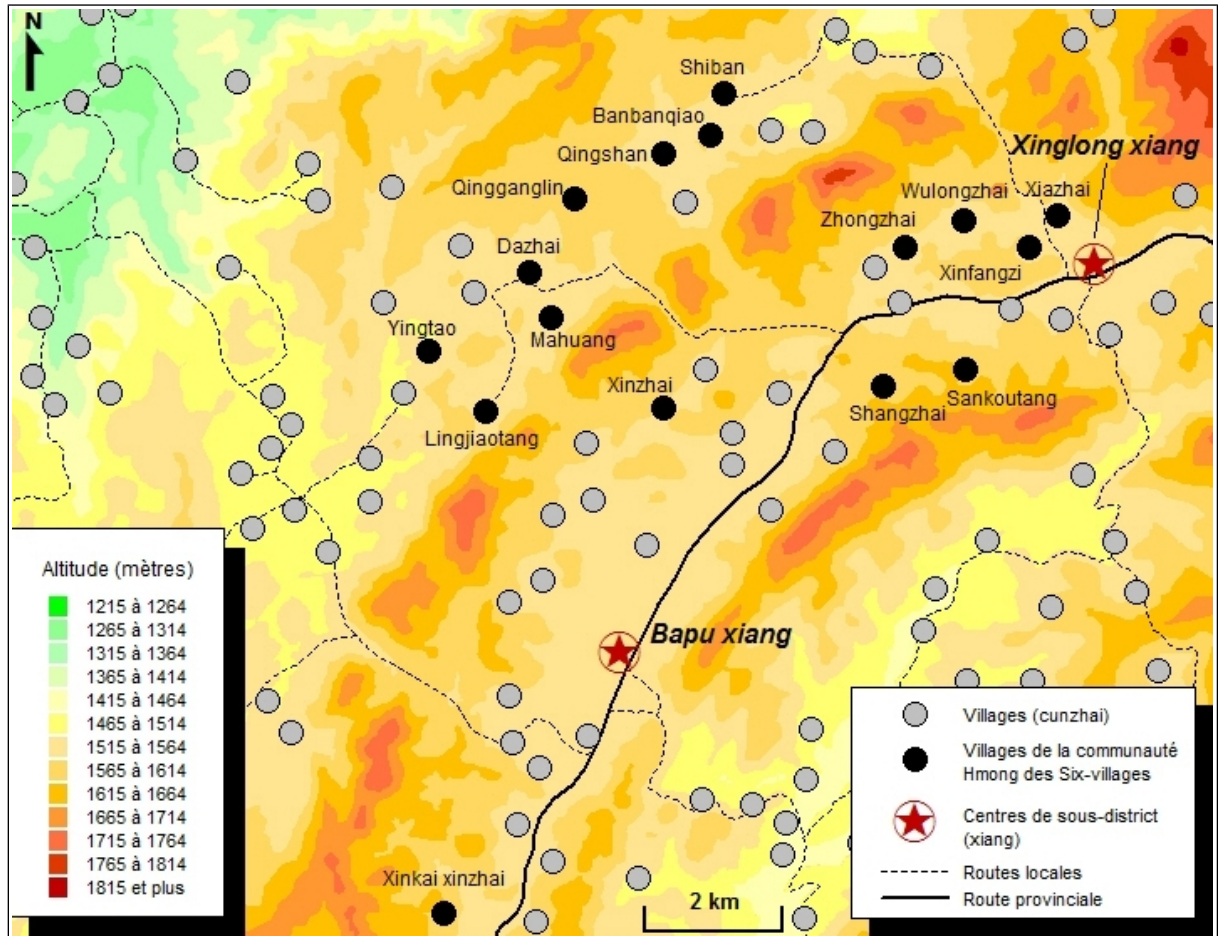 N
Shiban
Banbanqiao
Qingshan
Xinglong xiang
Qingganglin
Wulongzhai
Xiazhai
Zhongzhai
Dazhai
Xinfangzi
Yingtao
Mahuang
Xinzhai
Sankoutang
Shangzhai
Lingjiaotang
Bapu xiang
Xinkai xinzhai
2 km
Altitude (mètres)
1215 à 1264
1265 à 1314
1315 à 1364
1365 à 1414
1415 à 1464
1465 à 1514
1515 à 1564
1565 à 1614
1615 à 1664
1665 à 1714
1715 à 1764
1765 à 1814
1815 et plus
Villages (cunzhai)
Villages de la communauté
Hmong des Six-villages
Centres de sous-district
(xiang)
Routes locales
Route provinciale